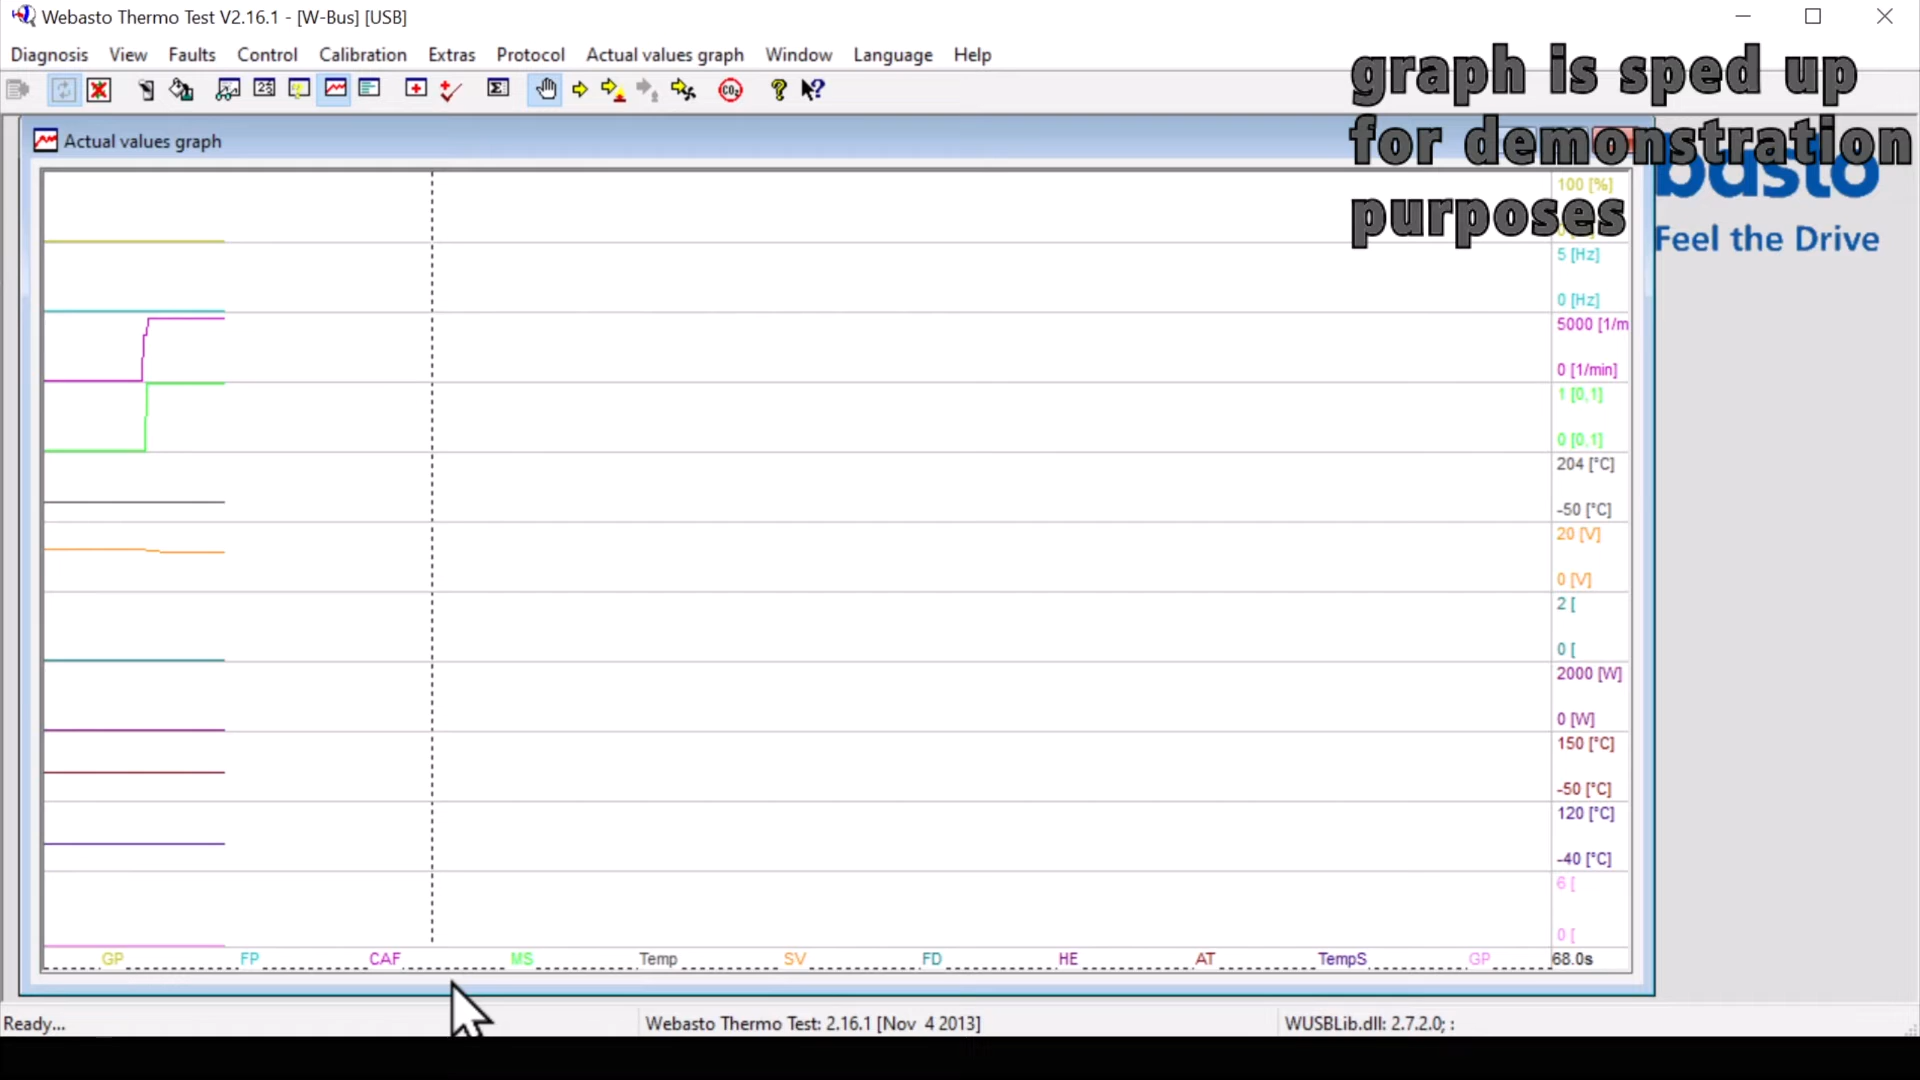 Webasto Thermo Test V2.16.1 - [W-Bus] [USB]
Diagnosis View Faults Control Calibration Extras Protocol Actual values graph Window Language Help
graph is sped up
for demonstration
purposes
Actual values graph
basto
Feel the Drive
100 [%]
5 [Hz]
0 [Hz]
5000 [1/m
0 [1/min]
1 [0,1]
0 [0,1]
204 [°C]
-50 [°C]
20 [V]
0 [V]
2 [
0 [
2000 [W]
0 [W]
150 [°C]
-50 [°C]
120 [°C]
-40 [°C]
6 [
0 [
GP FP CAF MS Temp SV FD HE AT TempS GP 68.0s
Ready...
Webasto Thermo Test: 2.16.1 [Nov 4 2013]
WUSBLib.dll: 2.7.2.0; :